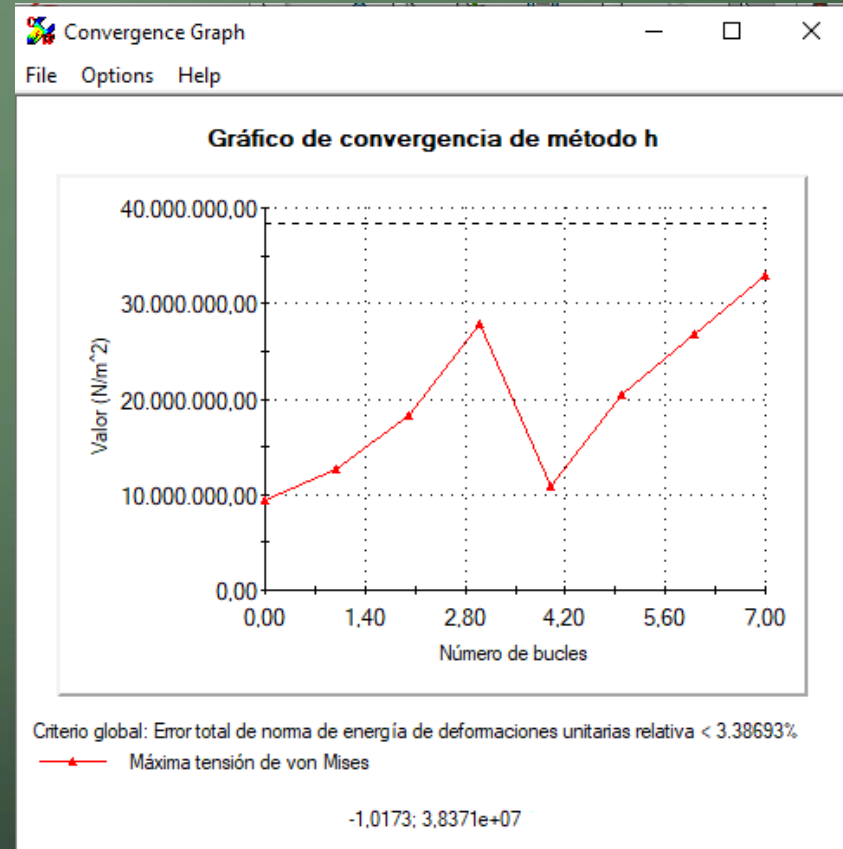 Convergence Graph
File Options Help
Gráfico de convergencia de método h
40.000.000,00
30.000.000,00
20.000.000,00
10.000.000,00
0,00
Valor (N/m^2)
0,00 1,40 2,80 4,20 5,60 7,00
Número de bucles
Criterio global: Error total de norma de energía de deformaciones unitarias relativa < 3.38693%
Máxima tensión de von Mises
-1,0173; 3,8371e+07